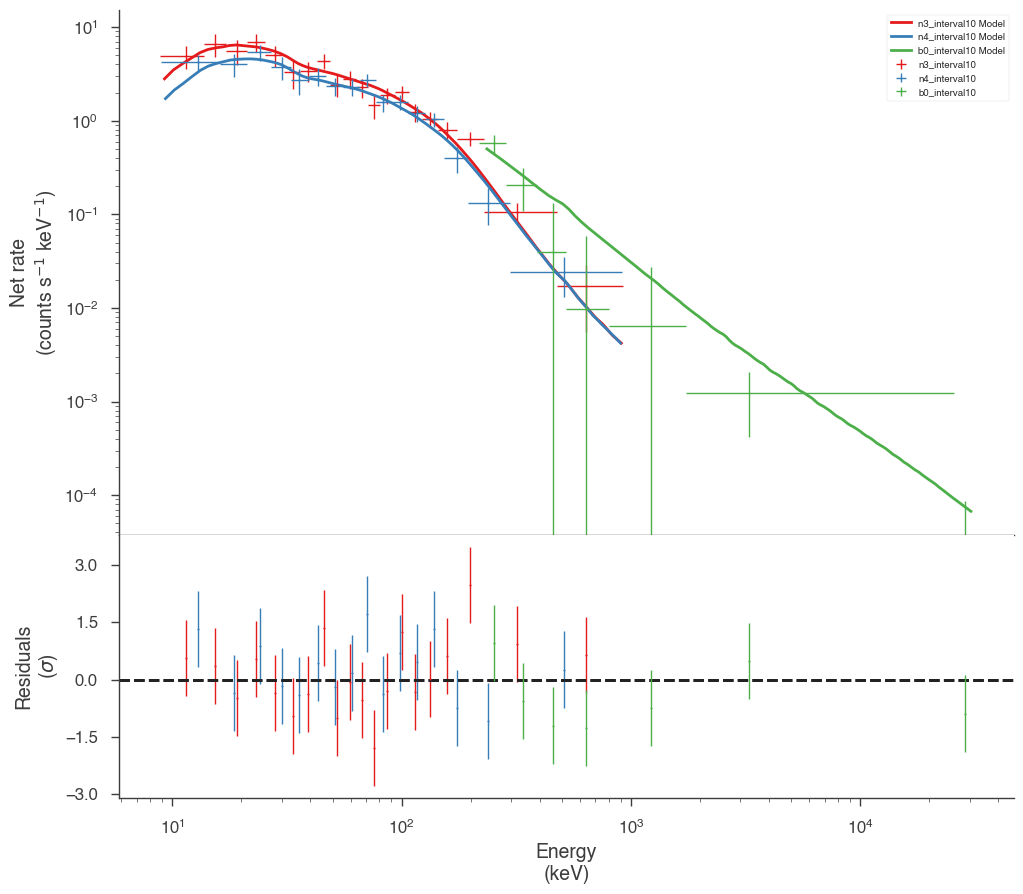 n3_interval10 Model
n4_interval10 Model
b0_interval10 Model
n3_interval10
n4_interval10
b0_interval10
Net rate
(counts s⁻¹ keV⁻¹)
10¹
10⁰
10⁻¹
10⁻²
10⁻³
10⁻⁴
Residuals
(σ)
3.0
1.5
0.0
−1.5
−3.0
10¹ 10² 10³ 10⁴
Energy
(keV)